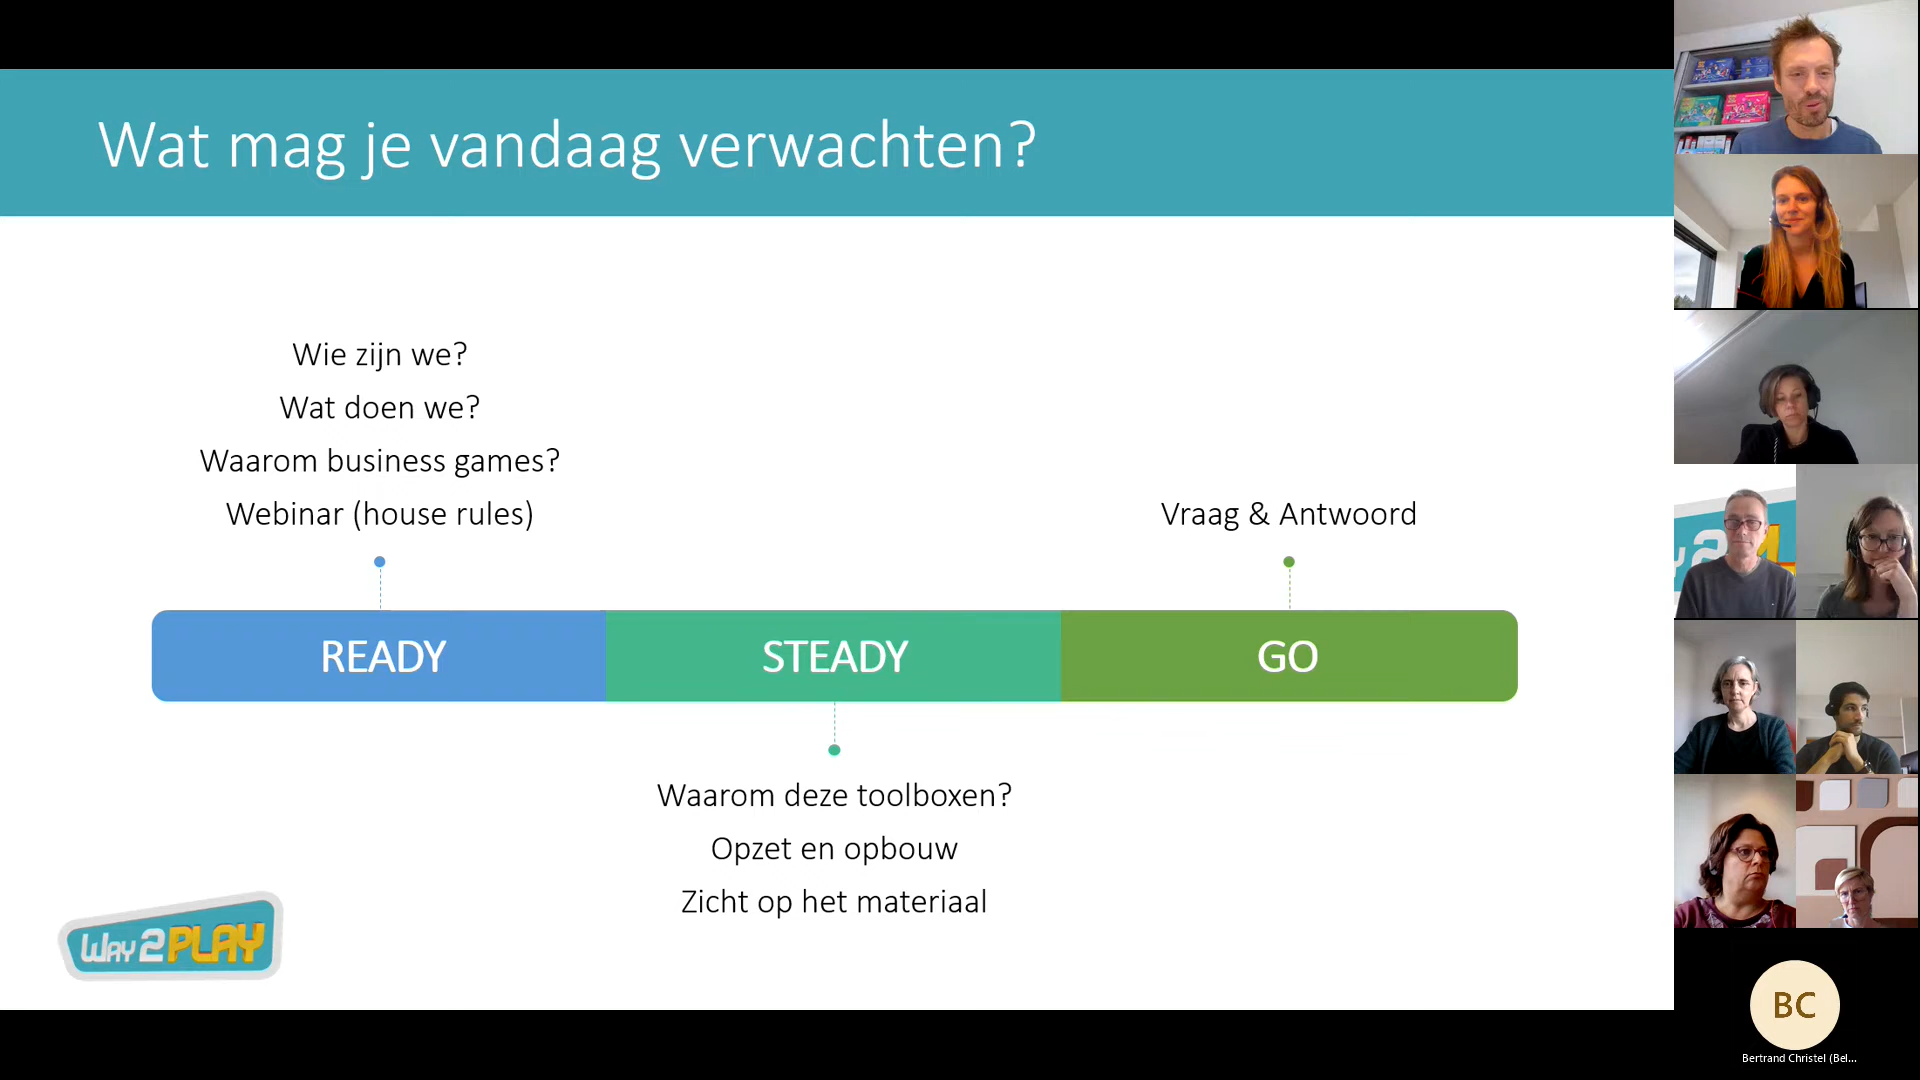 Wat mag je vandaag verwachten?
Wie zijn we?
Wat doen we?
Waarom business games?
Webinar (house rules)
Vraag & Antwoord
READY
STEADY
GO
Waarom deze toolboxen?
Opzet en opbouw
Zicht op het materiaal
WAY2PLAY
BC
Bertrand Christel (Bel...